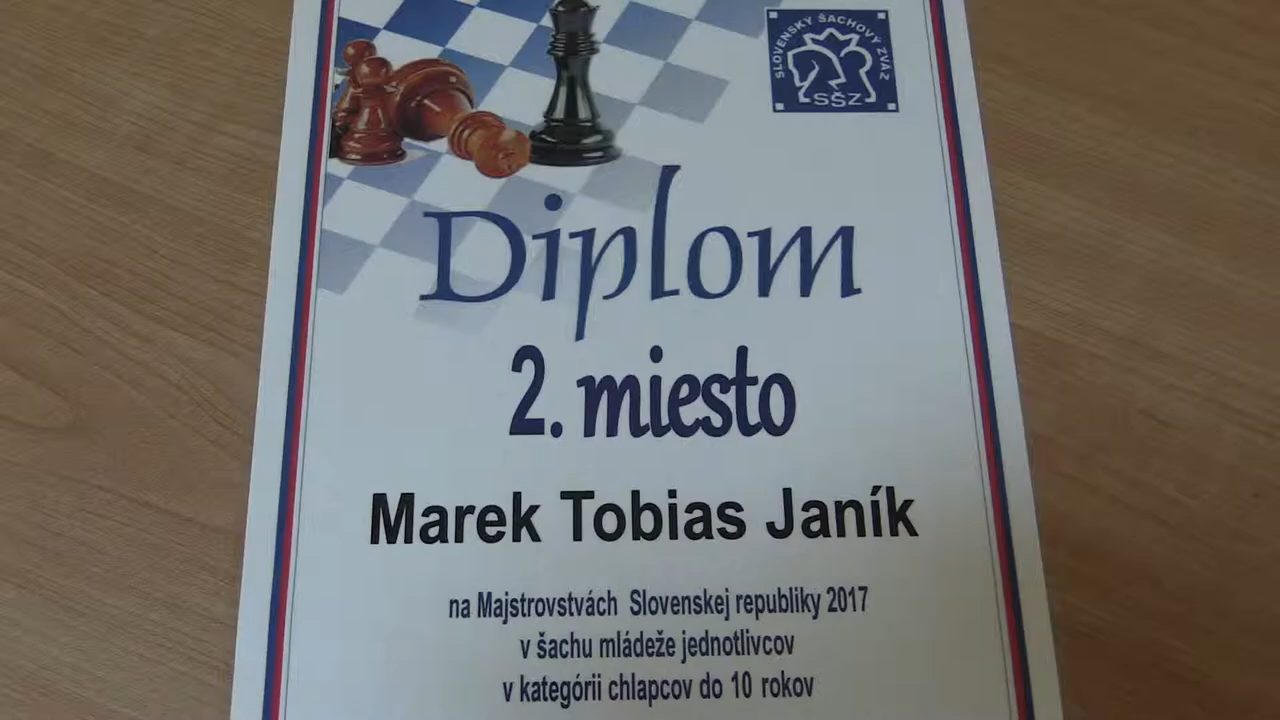 SLOVENSKÝ ŠACHOVÝ ZVÄZ
SŠZ
Diplom
2. miesto
Marek Tobias Janík
na Majstrovstvách Slovenskej republiky 2017
v šachu mládeže jednotlivcov
v kategórii chlapcov do 10 rokov